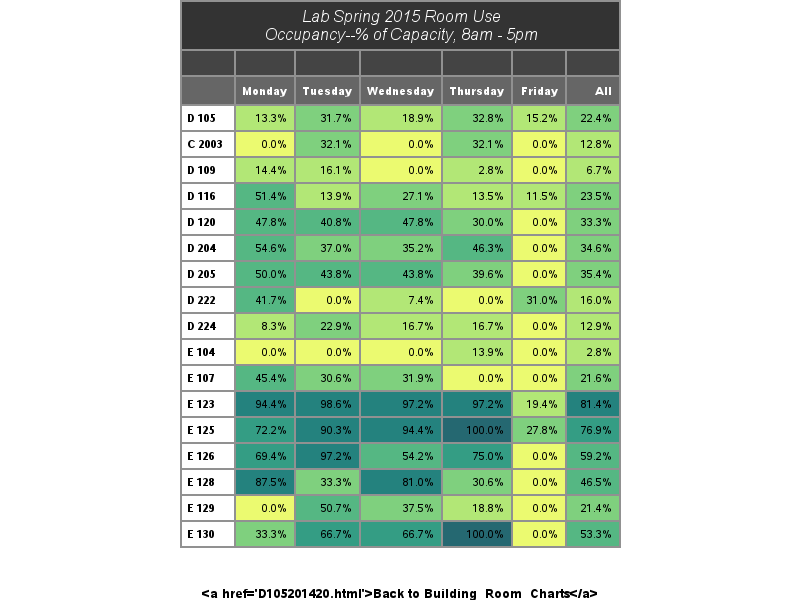 Lab Spring 2015 Room Use
Occupancy--% of Capacity, 8am - 5pm
Monday Tuesday Wednesday Thursday Friday All
D 105 13.3% 31.7% 18.9% 32.8% 15.2% 22.4%
C 2003 0.0% 32.1% 0.0% 32.1% 0.0% 12.8%
D 109 14.4% 16.1% 0.0% 2.8% 0.0% 6.7%
D 116 51.4% 13.9% 27.1% 13.5% 11.5% 23.5%
D 120 47.8% 40.8% 47.8% 30.0% 0.0% 33.3%
D 204 54.6% 37.0% 35.2% 46.3% 0.0% 34.6%
D 205 50.0% 43.8% 43.8% 39.6% 0.0% 35.4%
D 222 41.7% 0.0% 7.4% 0.0% 31.0% 16.0%
D 224 8.3% 22.9% 16.7% 16.7% 0.0% 12.9%
E 104 0.0% 0.0% 0.0% 13.9% 0.0% 2.8%
E 107 45.4% 30.6% 31.9% 0.0% 0.0% 21.6%
E 123 94.4% 98.6% 97.2% 97.2% 19.4% 81.4%
E 125 72.2% 90.3% 94.4% 100.0% 27.8% 76.9%
E 126 69.4% 97.2% 54.2% 75.0% 0.0% 59.2%
E 128 87.5% 33.3% 81.0% 30.6% 0.0% 46.5%
E 129 0.0% 50.7% 37.5% 18.8% 0.0% 21.4%
E 130 33.3% 66.7% 66.7% 100.0% 0.0% 53.3%
<a href='D105201420.html'>Back to Building_Room_Charts</a>